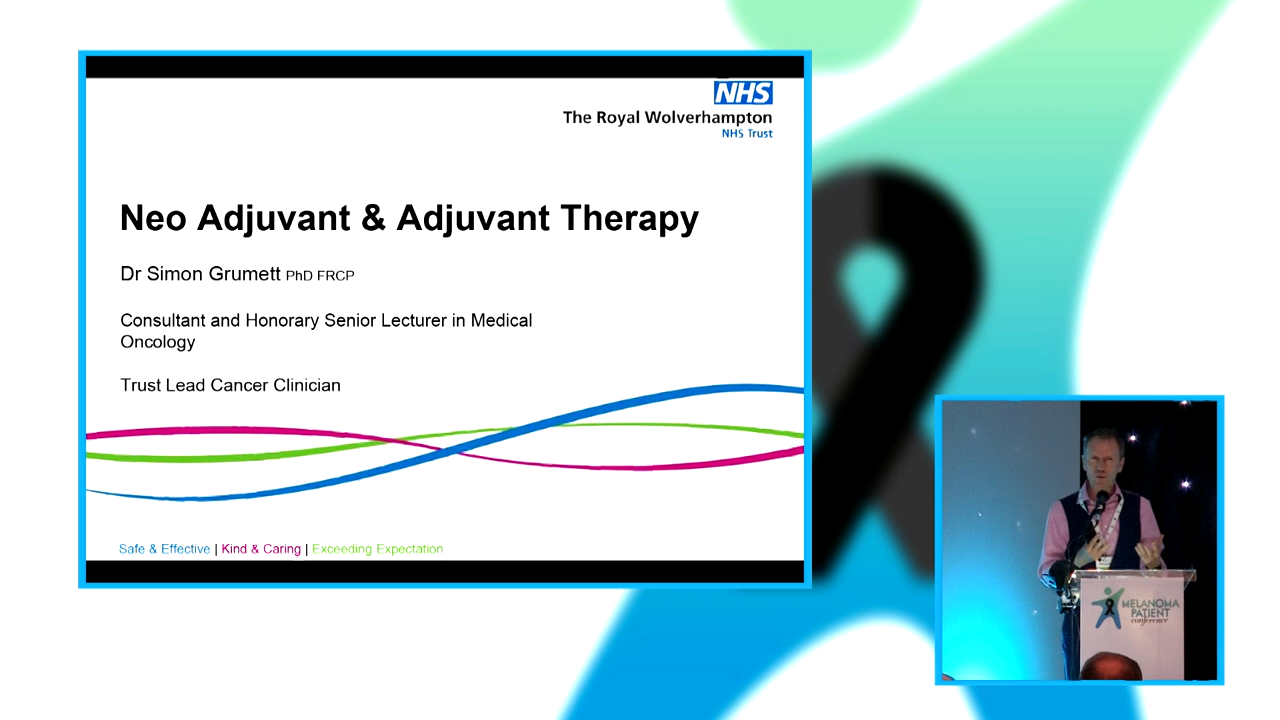 NHS
The Royal Wolverhampton
NHS Trust
Neo Adjuvant & Adjuvant Therapy
Dr Simon Grumett PhD FRCP
Consultant and Honorary Senior Lecturer in Medical
Oncology
Trust Lead Cancer Clinician
Safe & Effective | Kind & Caring | Exceeding Expectation
MELANOMA
PATIENT
conference